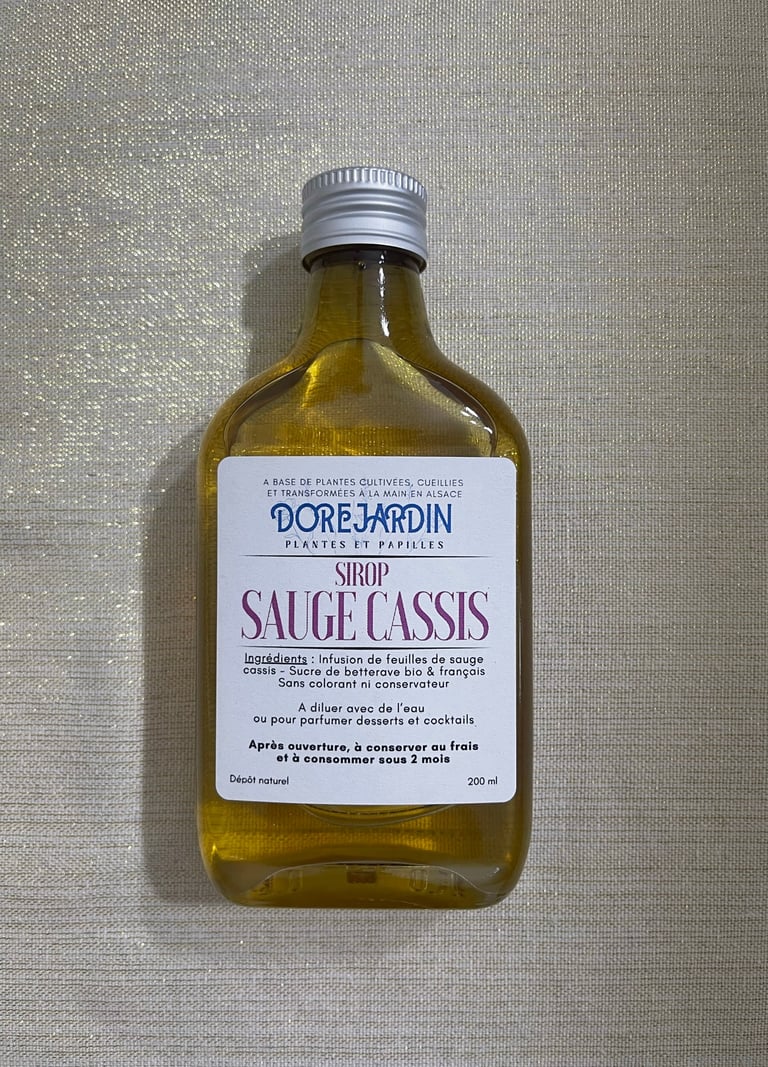 A BASE DE PLANTES CULTIVÉES, CUEILLIES
ET TRANSFORMÉES À LA MAIN EN ALSACE
DOREJARDIN
PLANTES ET PAPILLES
SIROP
SAUGE CASSIS
Ingrédients : Infusion de feuilles de sauge
cassis - Sucre de betterave bio & français
Sans colorant ni conservateur
A diluer avec de l'eau
ou pour parfumer desserts et cocktails
Après ouverture, à conserver au frais
et à consommer sous 2 mois
Dépôt naturel
200 ml